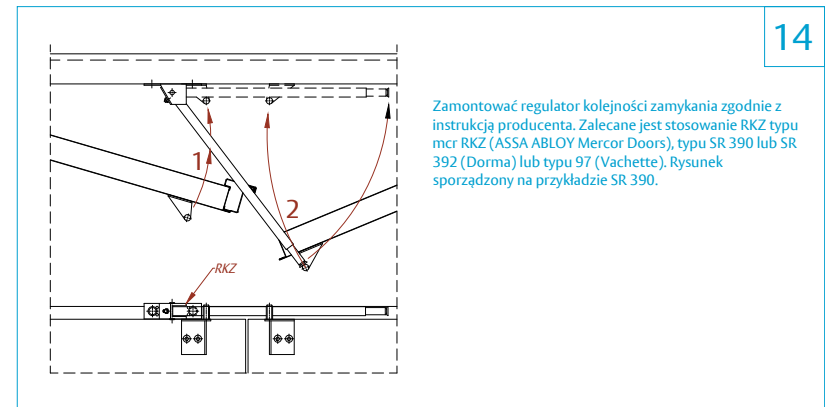 14
Zamontować regulator kolejności zamykania zgodnie z
instrukcją producenta. Zalecane jest stosowanie RKZ typu
mcr RKZ (ASSA ABLOY Mercor Doors), typu SR 390 lub SR
392 (Dorma) lub typu 97 (Vachette). Rysunek
sporządzony na przykładzie SR 390.
1
2
RKZ